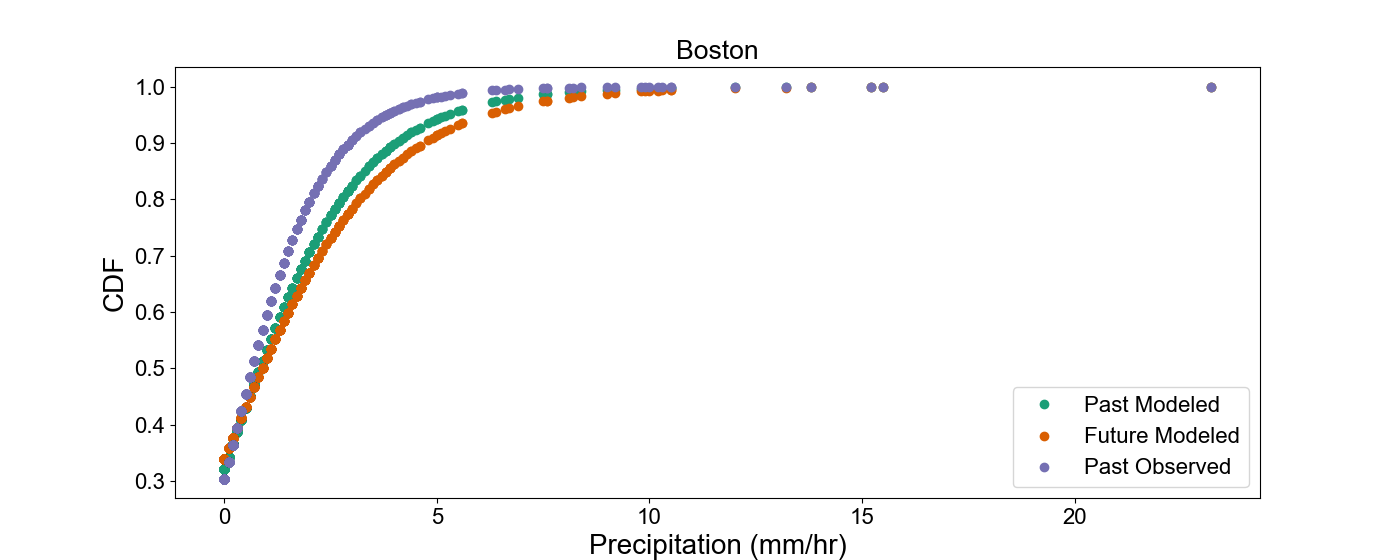 Boston
1.0
0.9
0.8
0.7
0.6
0.5
0.4
0.3
CDF
0
5
10
15
20
Precipitation (mm/hr)
Past Modeled
Future Modeled
Past Observed